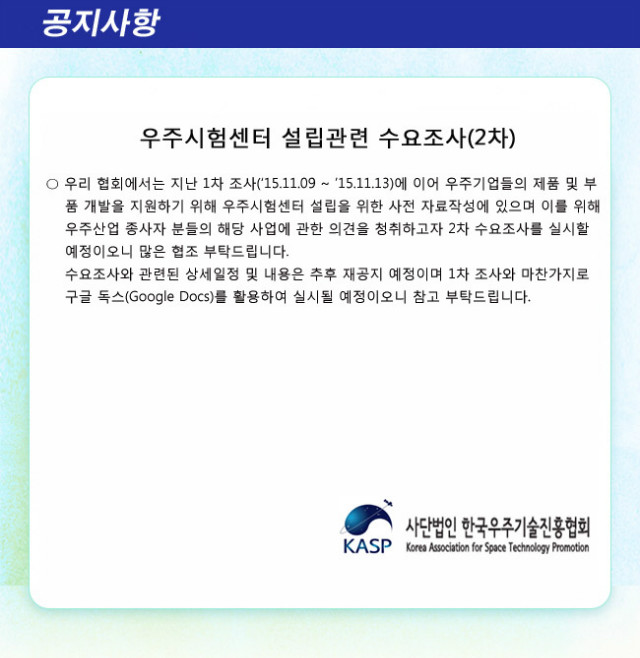 공지사항
우주시험센터 설립관련 수요조사(2차)
○ 우리 협회에서는 지난 1차 조사('15.11.09 ~ '15.11.13)에 이어 우주기업들의 제품 및 부
품 개발을 지원하기 위해 우주시험센터 설립을 위한 사전 자료작성에 있으며 이를 위해
우주산업 종사자 분들의 해당 사업에 관한 의견을 청취하고자 2차 수요조사를 실시할
예정이오니 많은 협조 부탁드립니다.
수요조사와 관련된 상세일정 및 내용은 추후 재공지 예정이며 1차 조사와 마찬가지로
구글 독스(Google Docs)를 활용하여 실시될 예정이오니 참고 부탁드립니다.
KASP
사단법인 한국우주기술진흥협회
Korea Association for Space Technology Promotion